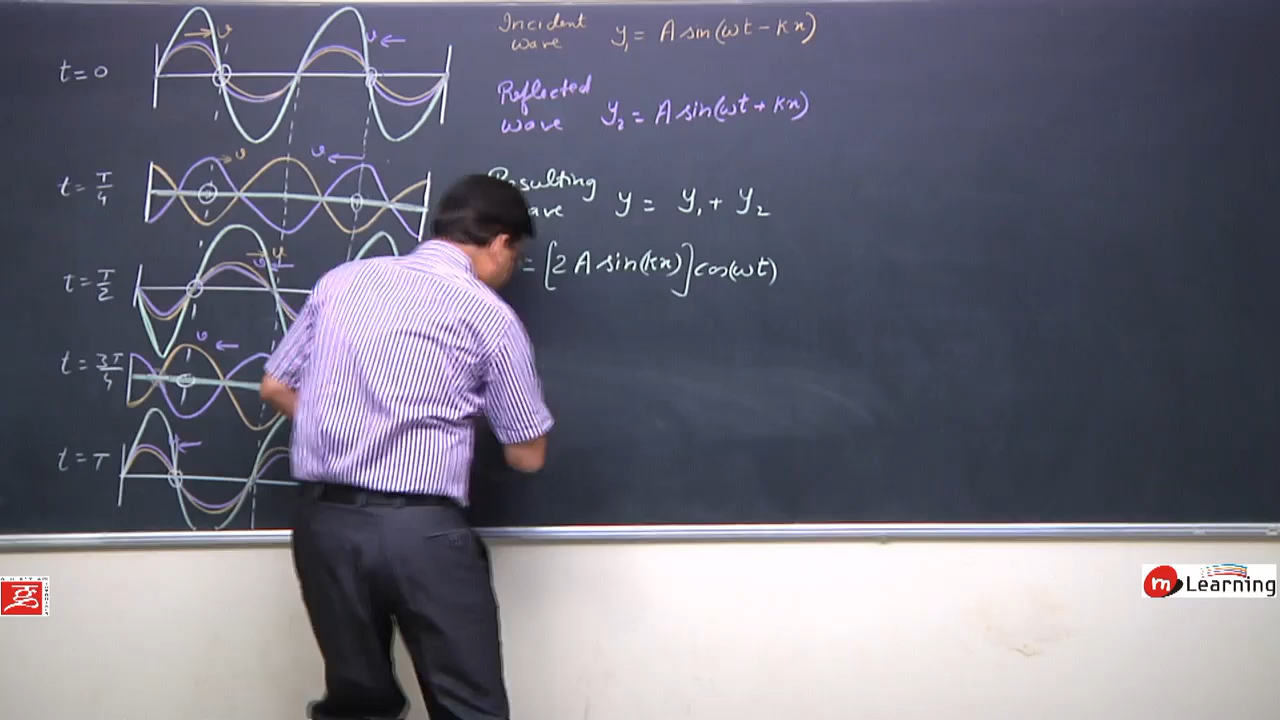 Incident wave y₁ = A sin(ωt - kx)
Reflected wave y₂ = A sin(ωt + kx)
Resulting y = y₁ + y₂
= [2 A sin(kx)] cos(ωt)
t = 0
v
v
t = T/4
v
v
t = T/2
v
v
t = 3T/4
v
t = T
m Learning